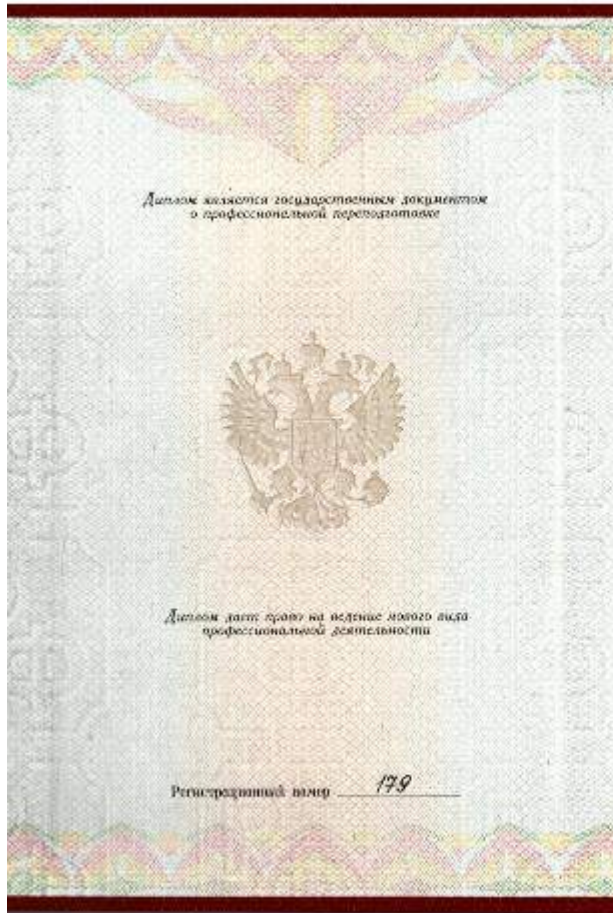 Диплом является государственным документом
о профессиональной переподготовке
Диплом дает право на ведение нового вида
профессиональной деятельности
Регистрационный номер 179